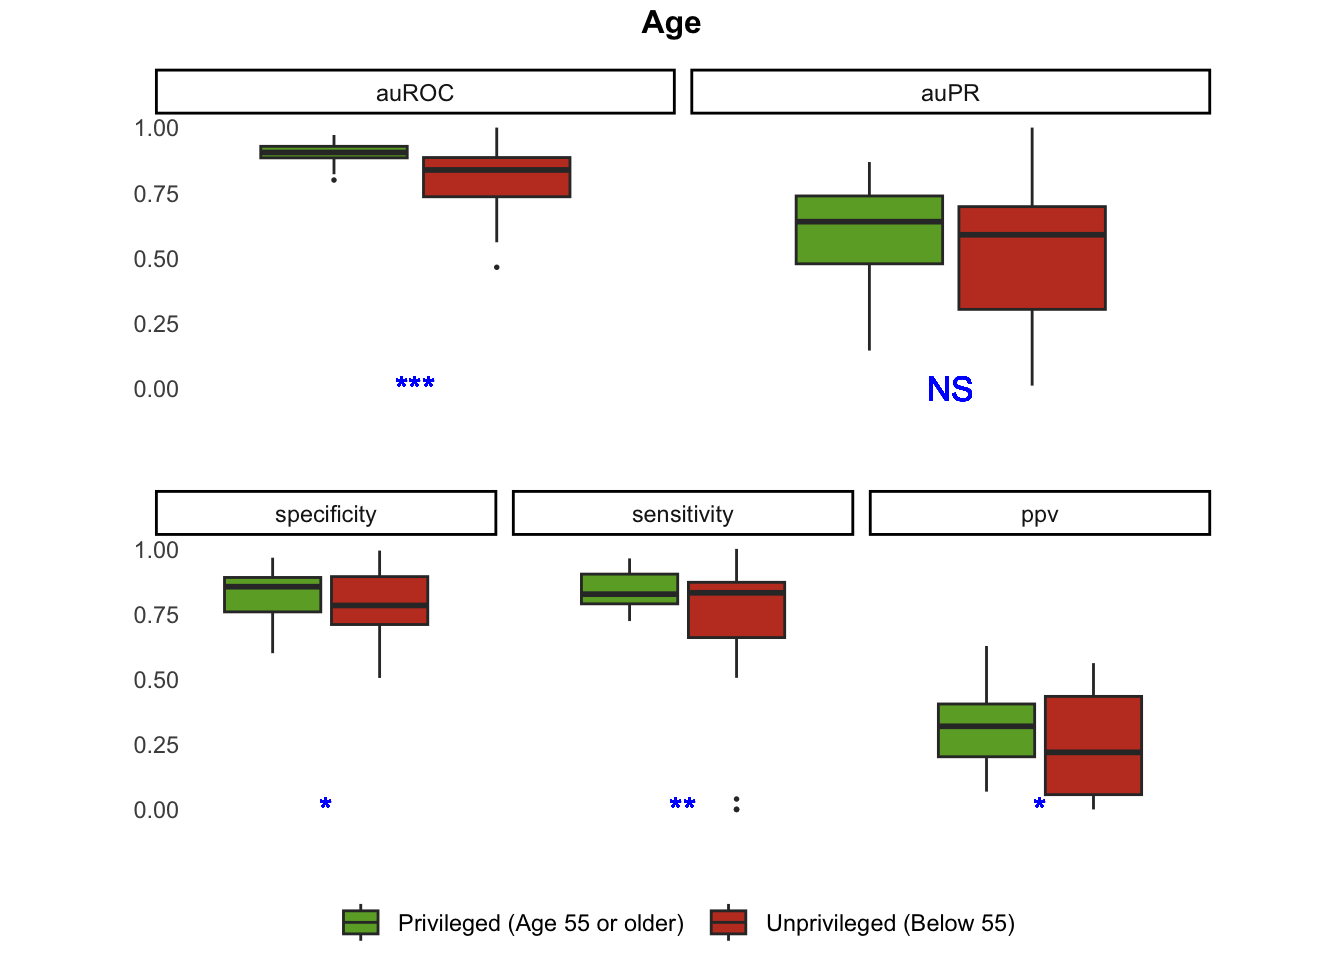 Age
auROC auPR
1.00
0.75
0.50
0.25
0.00
*** NS
specificity sensitivity ppv
1.00
0.75
0.50
0.25
0.00
* ** *
Privileged (Age 55 or older) Unprivileged (Below 55)